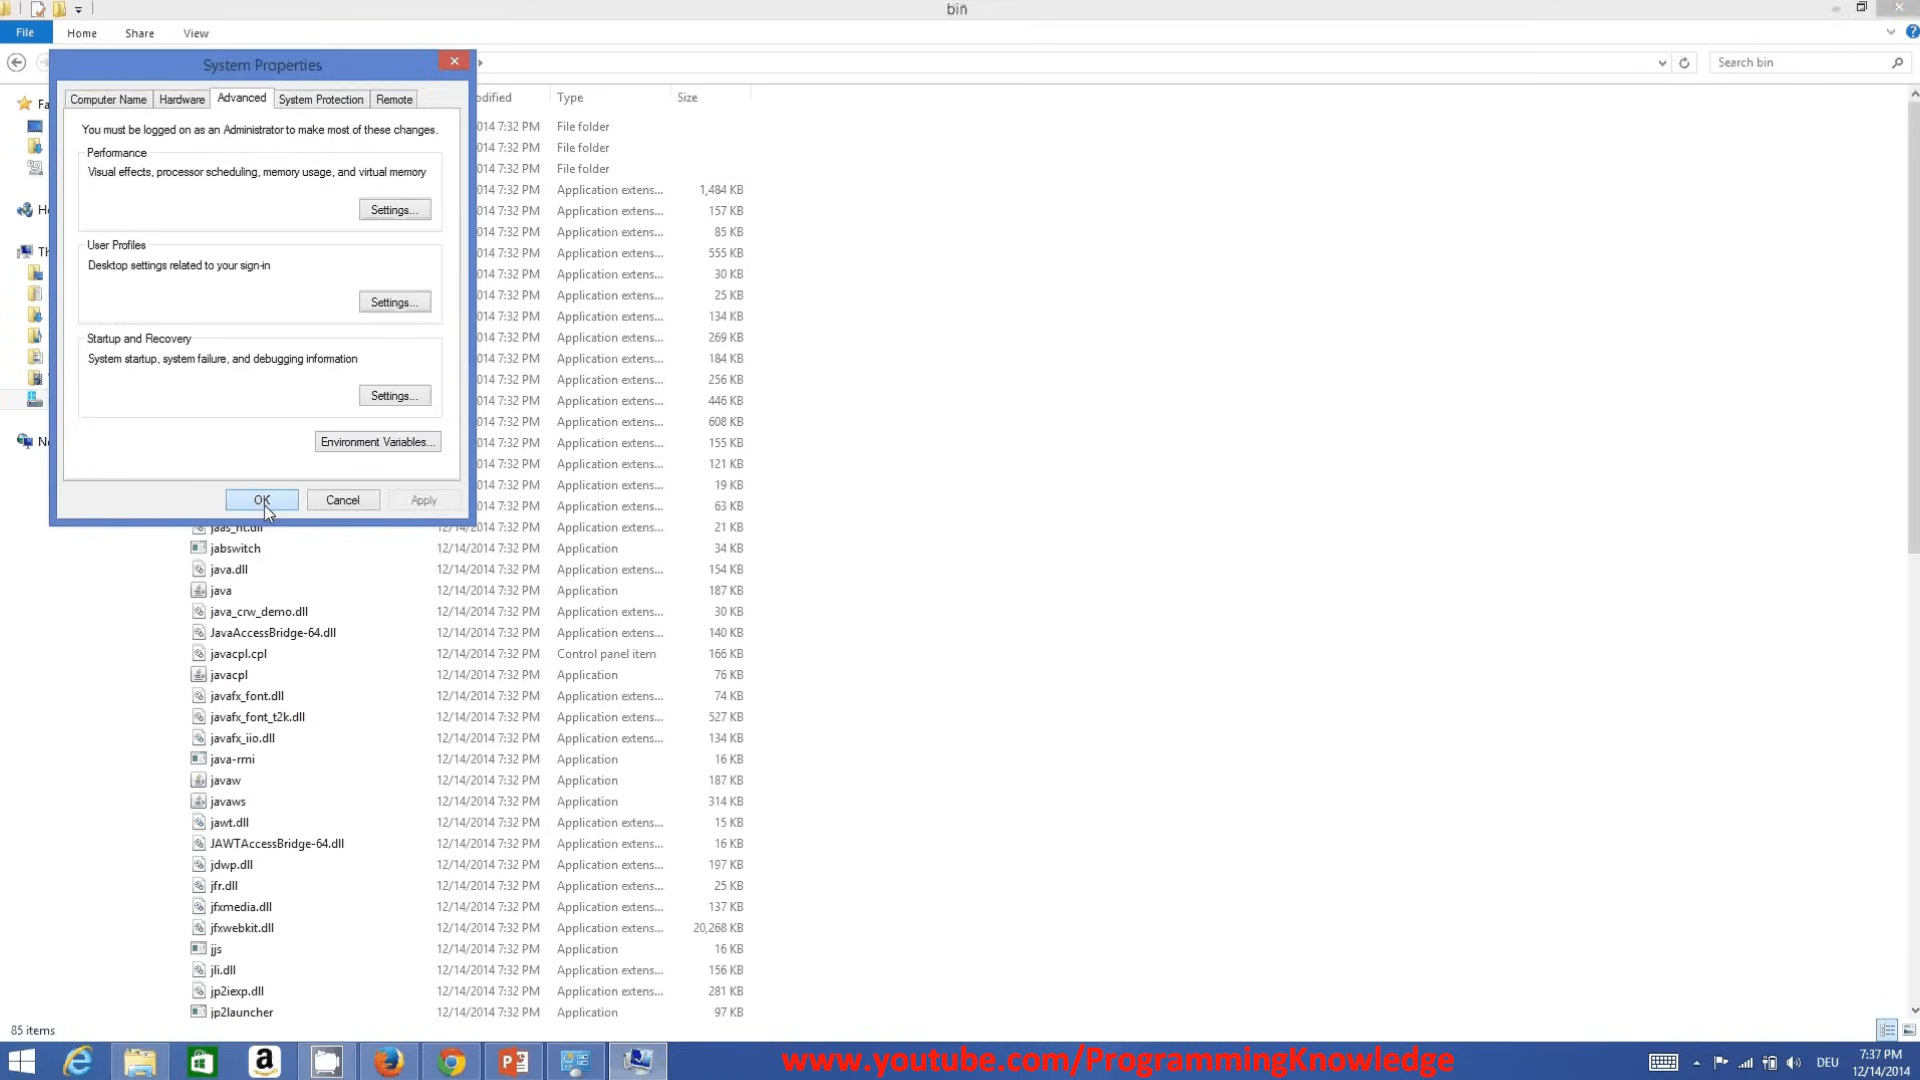 bin
File Home Share View
System Properties
Search bin
Computer Name Hardware Advanced System Protection Remote
You must be logged on as an Administrator to make most of these changes.
Performance
Visual effects, processor scheduling, memory usage, and virtual memory
Settings...
User Profiles
Desktop settings related to your sign-in
Settings...
Startup and Recovery
System startup, system failure, and debugging information
Settings...
Environment Variables...
OK Cancel Apply
Type Size
014 7:32 PM File folder
014 7:32 PM File folder
014 7:32 PM File folder
014 7:32 PM Application extens... 1,484 KB
014 7:32 PM Application extens... 157 KB
014 7:32 PM Application extens... 85 KB
014 7:32 PM Application extens... 555 KB
014 7:32 PM Application extens... 30 KB
014 7:32 PM Application extens... 25 KB
014 7:32 PM Application extens... 134 KB
014 7:32 PM Application extens... 269 KB
014 7:32 PM Application extens... 184 KB
014 7:32 PM Application extens... 256 KB
014 7:32 PM Application extens... 446 KB
014 7:32 PM Application extens... 608 KB
014 7:32 PM Application extens... 155 KB
014 7:32 PM Application extens... 121 KB
014 7:32 PM Application extens... 19 KB
014 7:32 PM Application extens... 63 KB
jaas_nt.dll 12/14/2014 7:32 PM Application extens... 21 KB
jabswitch 12/14/2014 7:32 PM Application 34 KB
java.dll 12/14/2014 7:32 PM Application extens... 154 KB
java 12/14/2014 7:32 PM Application 187 KB
java_crw_demo.dll 12/14/2014 7:32 PM Application extens... 30 KB
JavaAccessBridge-64.dll 12/14/2014 7:32 PM Application extens... 140 KB
javacpl.cpl 12/14/2014 7:32 PM Control panel item 166 KB
javacpl 12/14/2014 7:32 PM Application 76 KB
javafx_font.dll 12/14/2014 7:32 PM Application extens... 74 KB
javafx_font_t2k.dll 12/14/2014 7:32 PM Application extens... 527 KB
javafx_iio.dll 12/14/2014 7:32 PM Application extens... 134 KB
java-rmi 12/14/2014 7:32 PM Application 16 KB
javaw 12/14/2014 7:32 PM Application 187 KB
javaws 12/14/2014 7:32 PM Application 314 KB
jawt.dll 12/14/2014 7:32 PM Application extens... 15 KB
JAWTAccessBridge-64.dll 12/14/2014 7:32 PM Application extens... 16 KB
jdwp.dll 12/14/2014 7:32 PM Application extens... 197 KB
jfr.dll 12/14/2014 7:32 PM Application extens... 25 KB
jfxmedia.dll 12/14/2014 7:32 PM Application extens... 137 KB
jfxwebkit.dll 12/14/2014 7:32 PM Application extens... 20,268 KB
jjs 12/14/2014 7:32 PM Application 16 KB
jli.dll 12/14/2014 7:32 PM Application extens... 156 KB
jp2iexp.dll 12/14/2014 7:32 PM Application extens... 281 KB
jp2launcher 12/14/2014 7:32 PM Application 97 KB
85 items
www.youtube.com/ProgrammingKnowledge
DEU
7:37 PM
12/14/2014